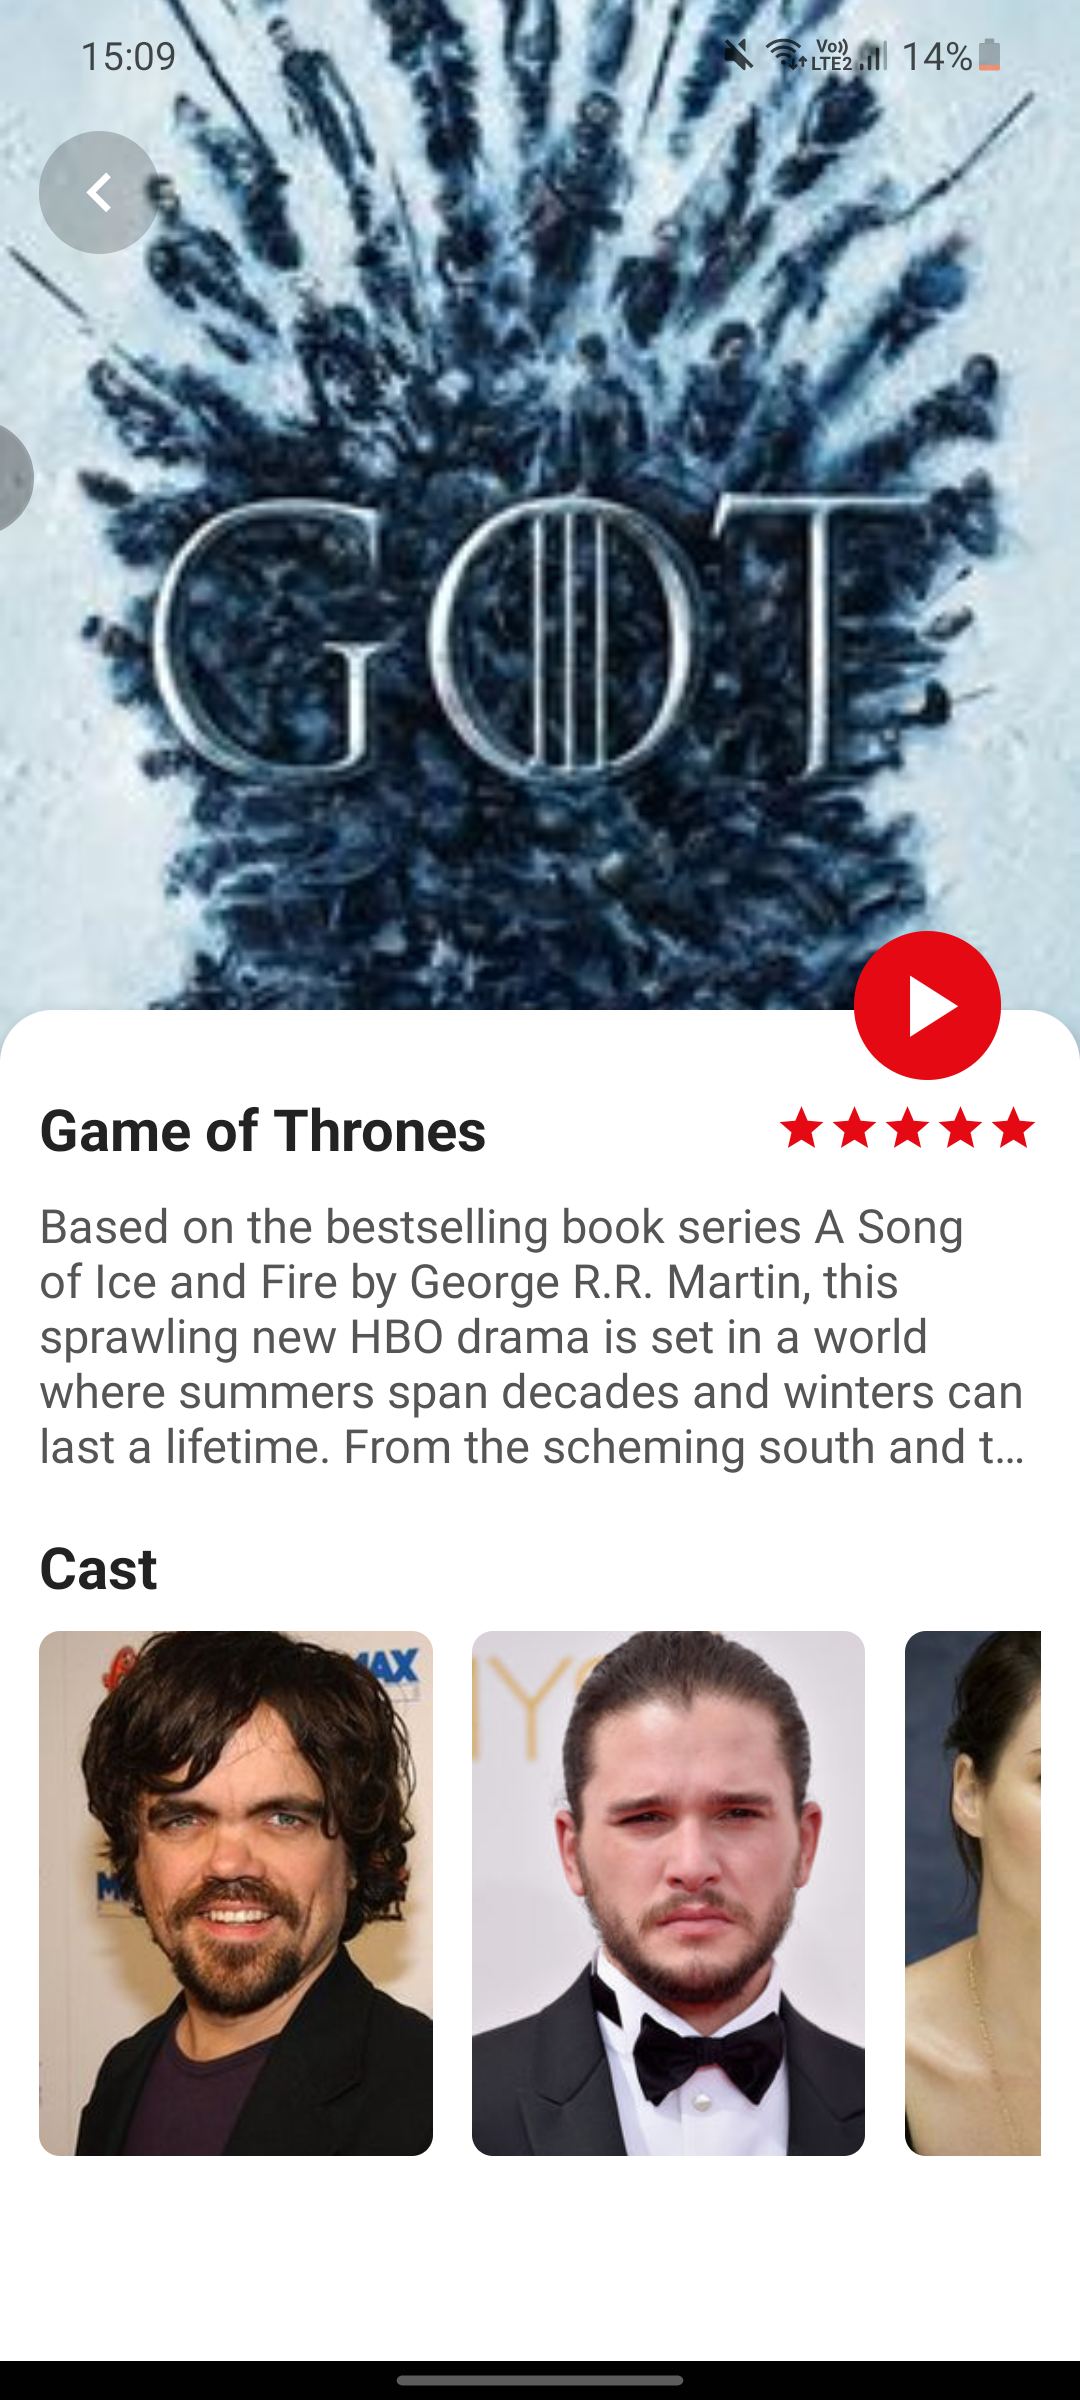 15:09
Vo))
LTE2
14%
GOT
Game of Thrones
Based on the bestselling book series A Song
of Ice and Fire by George R.R. Martin, this
sprawling new HBO drama is set in a world
where summers span decades and winters can
last a lifetime. From the scheming south and t...
Cast